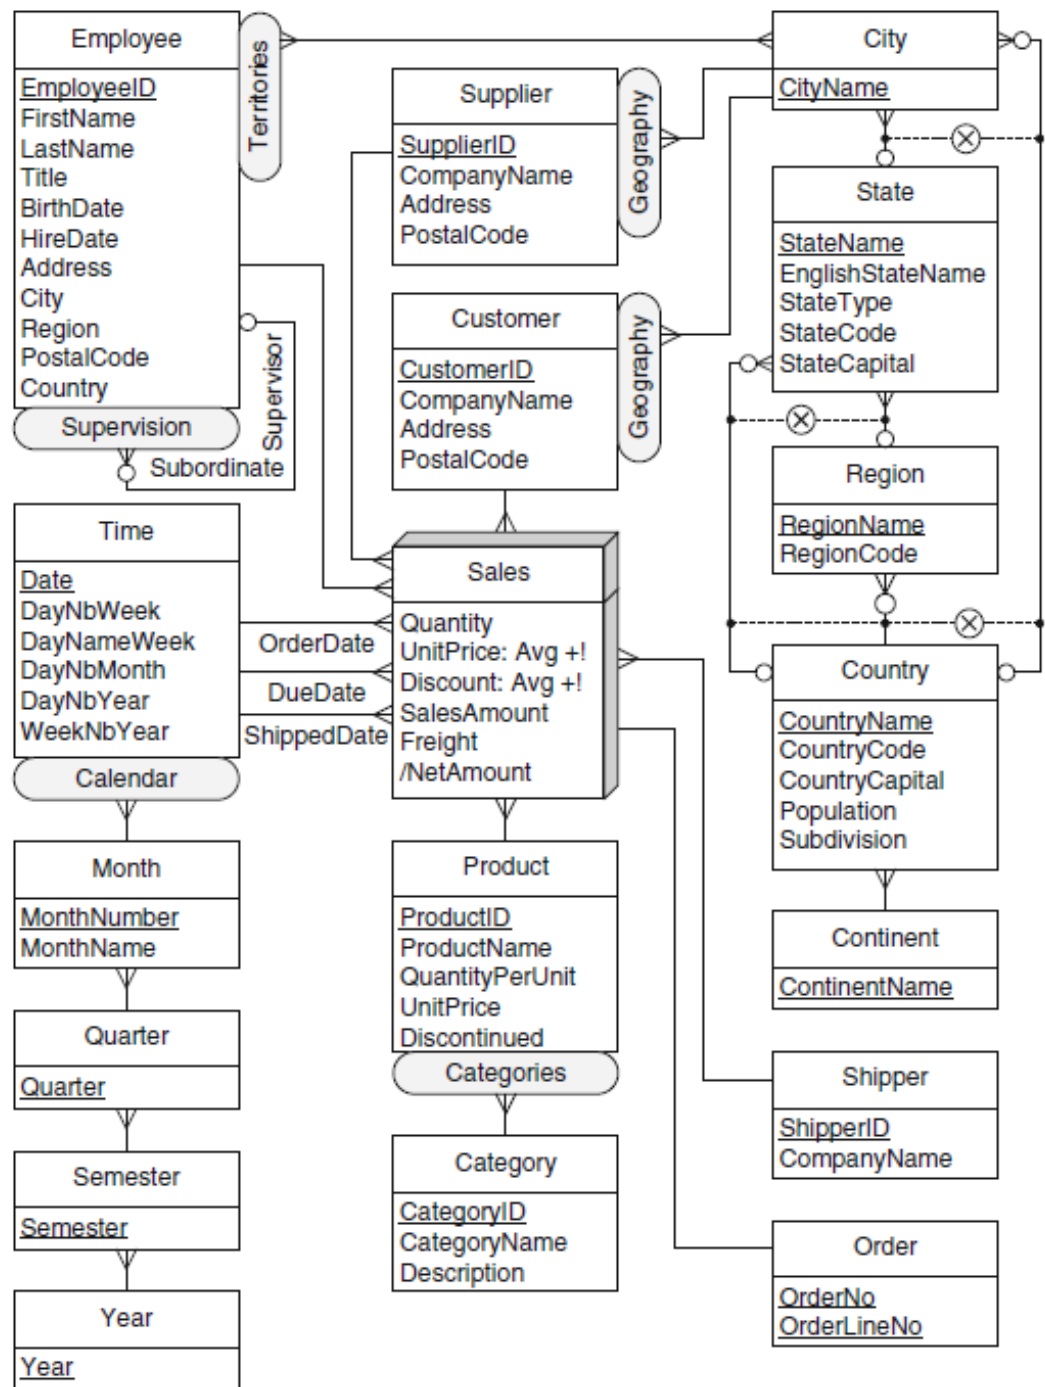 Employee
EmployeeID
FirstName
LastName
Title
BirthDate
HireDate
Address
City
Region
PostalCode
Country
Territories
Supervision
Supervisor
Subordinate
Supplier
SupplierID
CompanyName
Address
PostalCode
Geography
Customer
CustomerID
CompanyName
Address
PostalCode
Geography
City
CityName
State
StateName
EnglishStateName
StateType
StateCode
StateCapital
Region
RegionName
RegionCode
Country
CountryName
CountryCode
CountryCapital
Population
Subdivision
Continent
ContinentName
Time
Date
DayNbWeek
DayNameWeek
DayNbMonth
DayNbYear
WeekNbYear
Calendar
OrderDate
DueDate
ShippedDate
Sales
Quantity
UnitPrice: Avg +!
Discount: Avg +!
SalesAmount
Freight
/NetAmount
Month
MonthNumber
MonthName
Quarter
Quarter
Semester
Semester
Year
Year
Product
ProductID
ProductName
QuantityPerUnit
UnitPrice
Discontinued
Categories
Category
CategoryID
CategoryName
Description
Shipper
ShipperID
CompanyName
Order
OrderNo
OrderLineNo